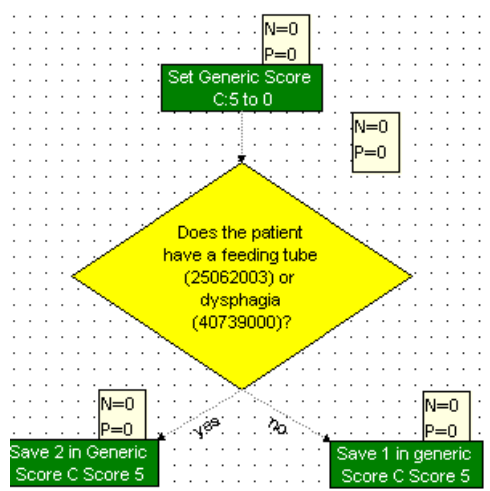 N=0
P=0
Set Generic Score
C:5 to 0
N=0
P=0
Does the patient
have a feeding tube
(25062003) or
dysphagia
(40739000)?
yes
no
N=0
P=0
Save 2 in Generic
Score C Score 5
N=0
P=0
Save 1 in generic
Score C Score 5